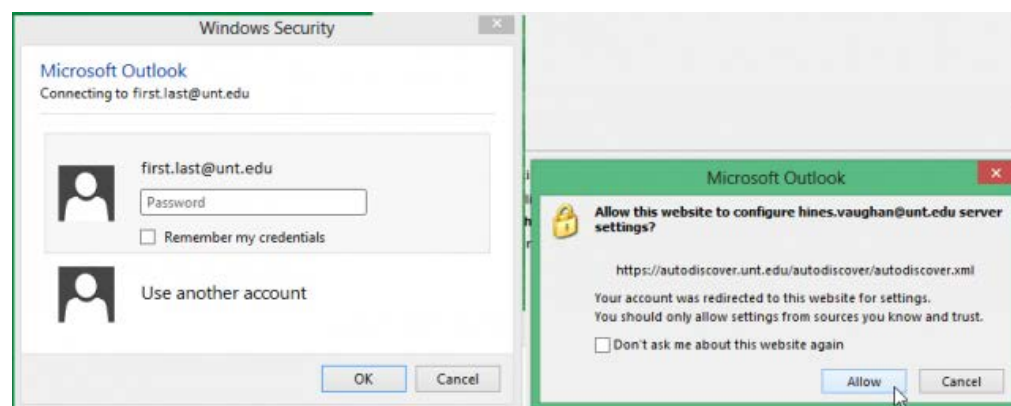 Windows Security
Microsoft Outlook
Connecting to first.last@unt.edu
first.last@unt.edu
Password
Remember my credentials
Use another account
OK Cancel
Microsoft Outlook
Allow this website to configure hines.vaughan@unt.edu server
settings?
https://autodiscover.unt.edu/autodiscover/autodiscover.xml
Your account was redirected to this website for settings.
You should only allow settings from sources you know and trust.
Don't ask me about this website again
Allow Cancel